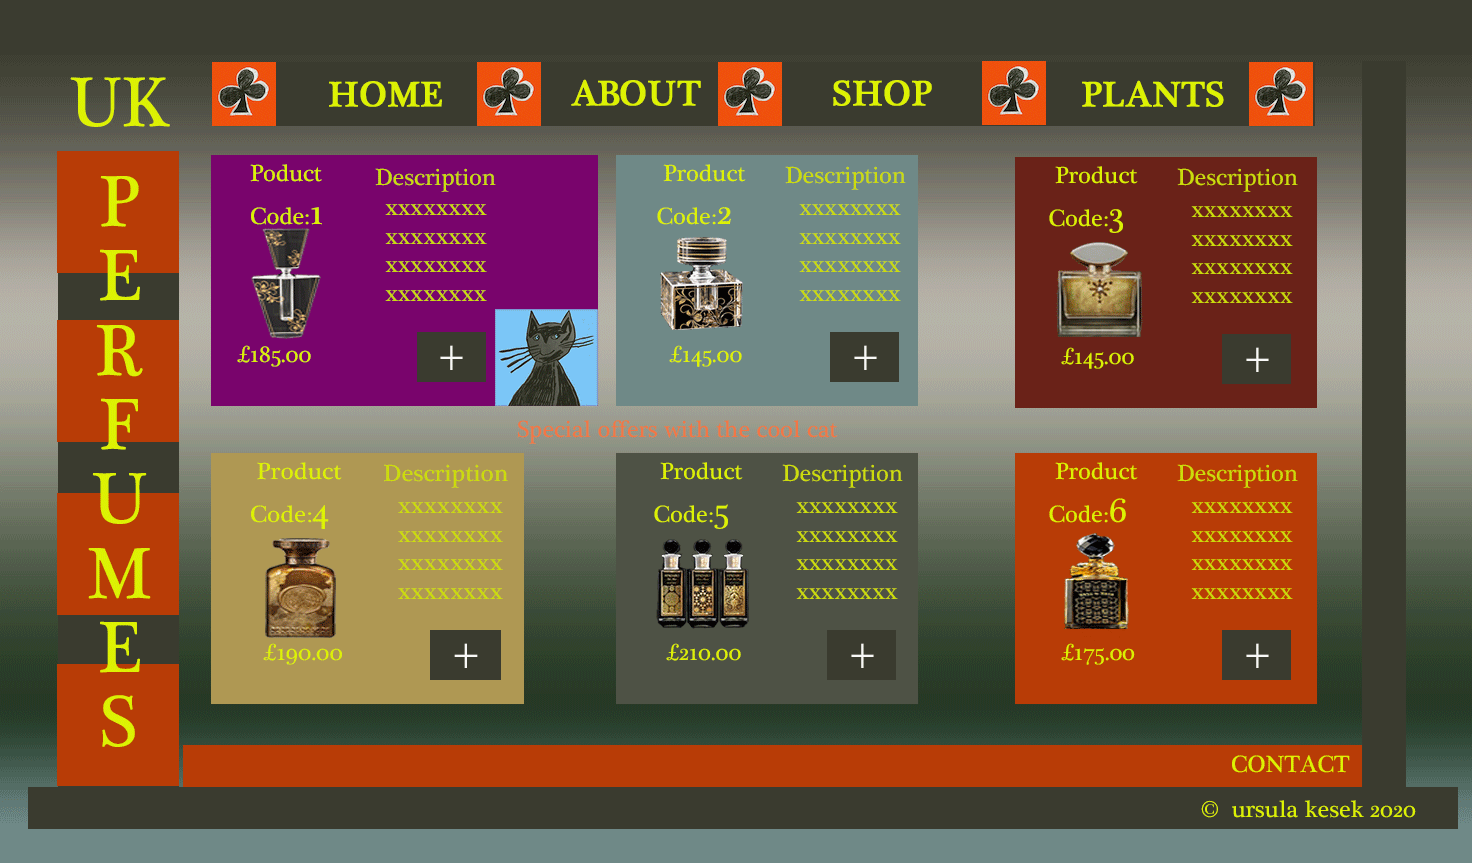 UK
HOME ABOUT SHOP PLANTS
PERFUMES
Poduct
Code:1
Description
xxxxxxxx
xxxxxxxx
xxxxxxxx
xxxxxxxx
£185.00
+
Product
Code:2
Description
xxxxxxxx
xxxxxxxx
xxxxxxxx
xxxxxxxx
£145.00
+
Product
Code:3
Description
xxxxxxxx
xxxxxxxx
xxxxxxxx
xxxxxxxx
£145.00
+
Special offers with the cool cat
Product
Code:4
Description
xxxxxxxx
xxxxxxxx
xxxxxxxx
xxxxxxxx
£190.00
+
Product
Code:5
Description
xxxxxxxx
xxxxxxxx
xxxxxxxx
xxxxxxxx
£210.00
+
Product
Code:6
Description
xxxxxxxx
xxxxxxxx
xxxxxxxx
xxxxxxxx
£175.00
+
CONTACT
© ursula kesek 2020